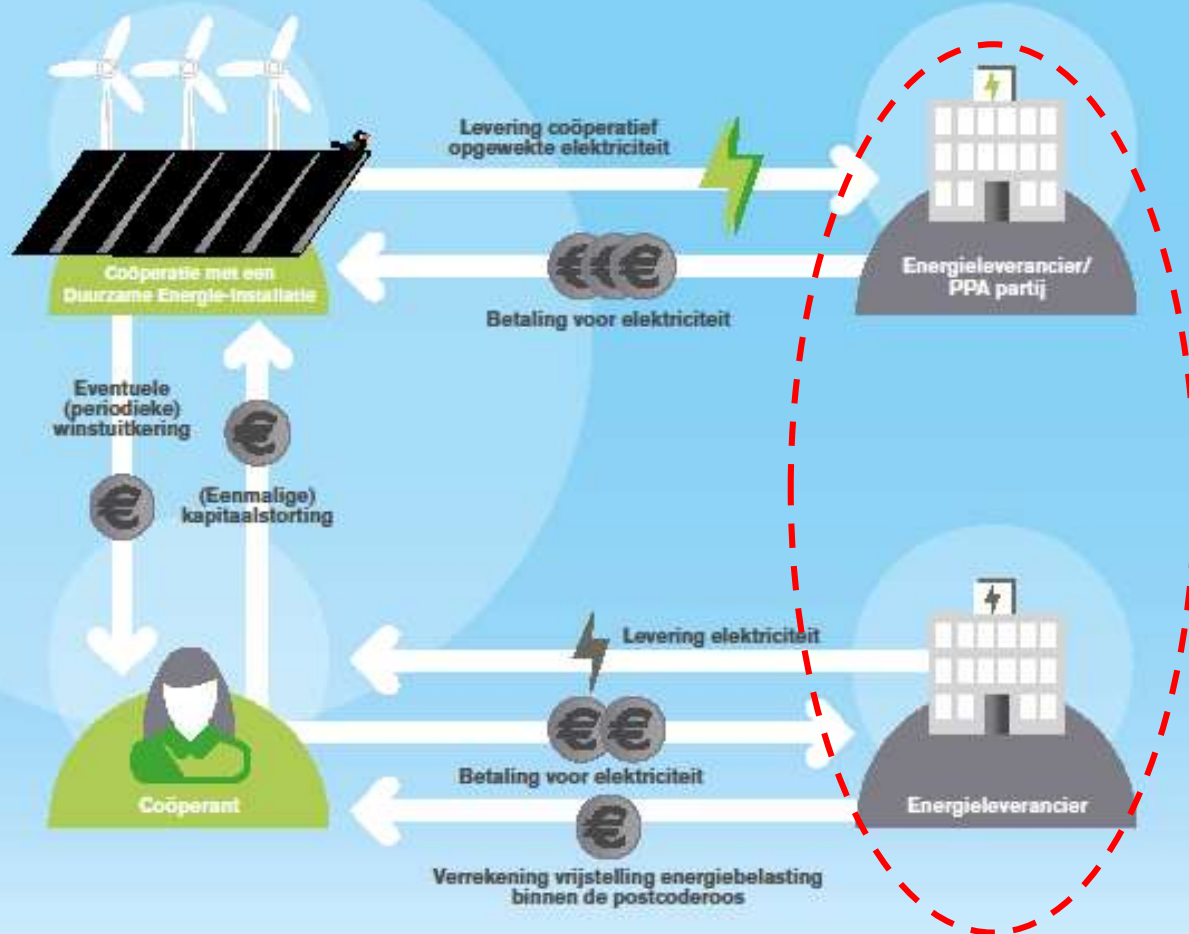 Levering coöperatief
opgewekte elektriciteit
Coöperatie met een
Duurzame Energie-installatie
Energieleverancier/
PPA partij
Betaling voor elektriciteit
Eventuele
(periodieke)
winstuitkering
(Eenmalige)
kapitaalstorting
Levering elektriciteit
Betaling voor elektriciteit
Coöperant
Energieleverancier
Verrekening vrijstelling energiebelasting
binnen de postcoderoos